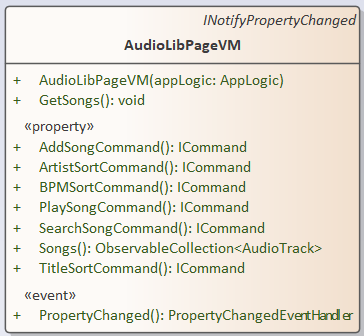 INotifyPropertyChanged
AudioLibPageVM
+ AudioLibPageVM(appLogic: AppLogic)
+ GetSongs(): void
«property»
+ AddSongCommand(): ICommand
+ ArtistSortCommand(): ICommand
+ BPMSortCommand(): ICommand
+ PlaySongCommand(): ICommand
+ SearchSongCommand(): ICommand
+ Songs(): ObservableCollection<AudioTrack>
+ TitleSortCommand(): ICommand
«event»
+ PropertyChanged(): PropertyChangedEventHandler